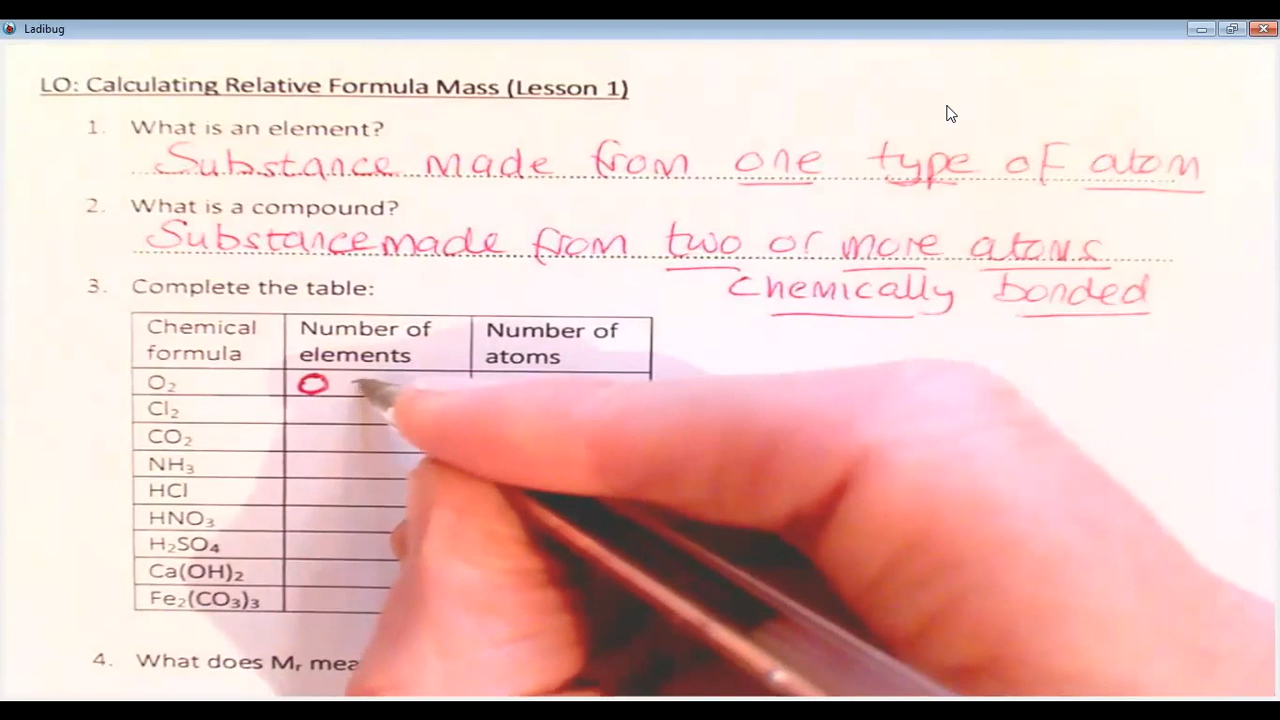 Ladibug
LO: Calculating Relative Formula Mass (Lesson 1)
1. What is an element?
Substance made from one type of atom
2. What is a compound?
Substance made from two or more atoms
chemically bonded
3. Complete the table:
Chemical formula
Number of elements
Number of atoms
O₂ O
Cl₂
CO₂
NH₃
HCl
HNO₃
H₂SO₄
Ca(OH)₂
Fe₂(CO₃)₃
4. What does Mᵣ